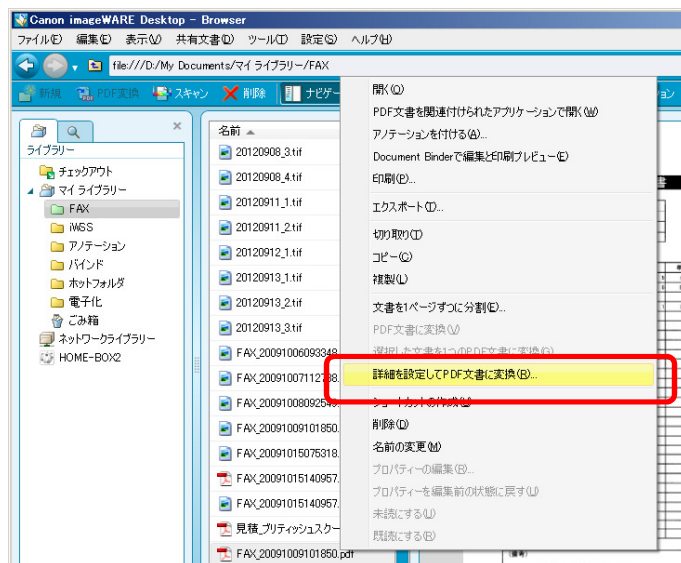 Canon imageWARE Desktop - Browser
ファイル(F) 編集(E) 表示(V) 共有文書(D) ツール(T) 設定(S) ヘルプ(H)
file:///D:/My Documents/マイ ライブラリー/FAX
新規 PDF変換 スキャン 削除 ナビゲー
ライブラリー
チェックアウト
マイ ライブラリー
FAX
iWSS
アノテーション
バインド
ホットフォルダ
電子化
ごみ箱
ネットワークライブラリー
HOME-BOX2
名前
20120908_3.tif
20120908_4.tif
20120911_1.tif
20120911_2.tif
20120912_1.tif
20120913_1.tif
20120913_2.tif
20120913_3.tif
FAX_20091006093348.
FAX_20091007112738.
FAX_20091008092549.
FAX_20091009101850.
FAX_20091015075318.
FAX_20091015140957.
FAX_20091015140957.
見積_ブリティッシュスクー
FAX_20091009101850.pdf
開く(O)
PDF文書を関連付けられたアプリケーションで開く(W)
アノテーションを付ける(A)...
Document Binderで編集と印刷プレビュー(E)
印刷(P)...
エクスポート(T)...
切り取り(T)
コピー(C)
複製(L)
文書を1ページずつに分割(E)...
PDF文書に変換(V)
選択した文書を1つのPDF文書に変換(G)
詳細を設定してPDF文書に変換(R)...
ショートカットの作成(S)
削除(D)
名前の変更(M)
プロパティーの編集(B)...
プロパティーを編集前の状態に戻す(U)
未読にする(U)
既読にする(R)
ション
書
(備考)